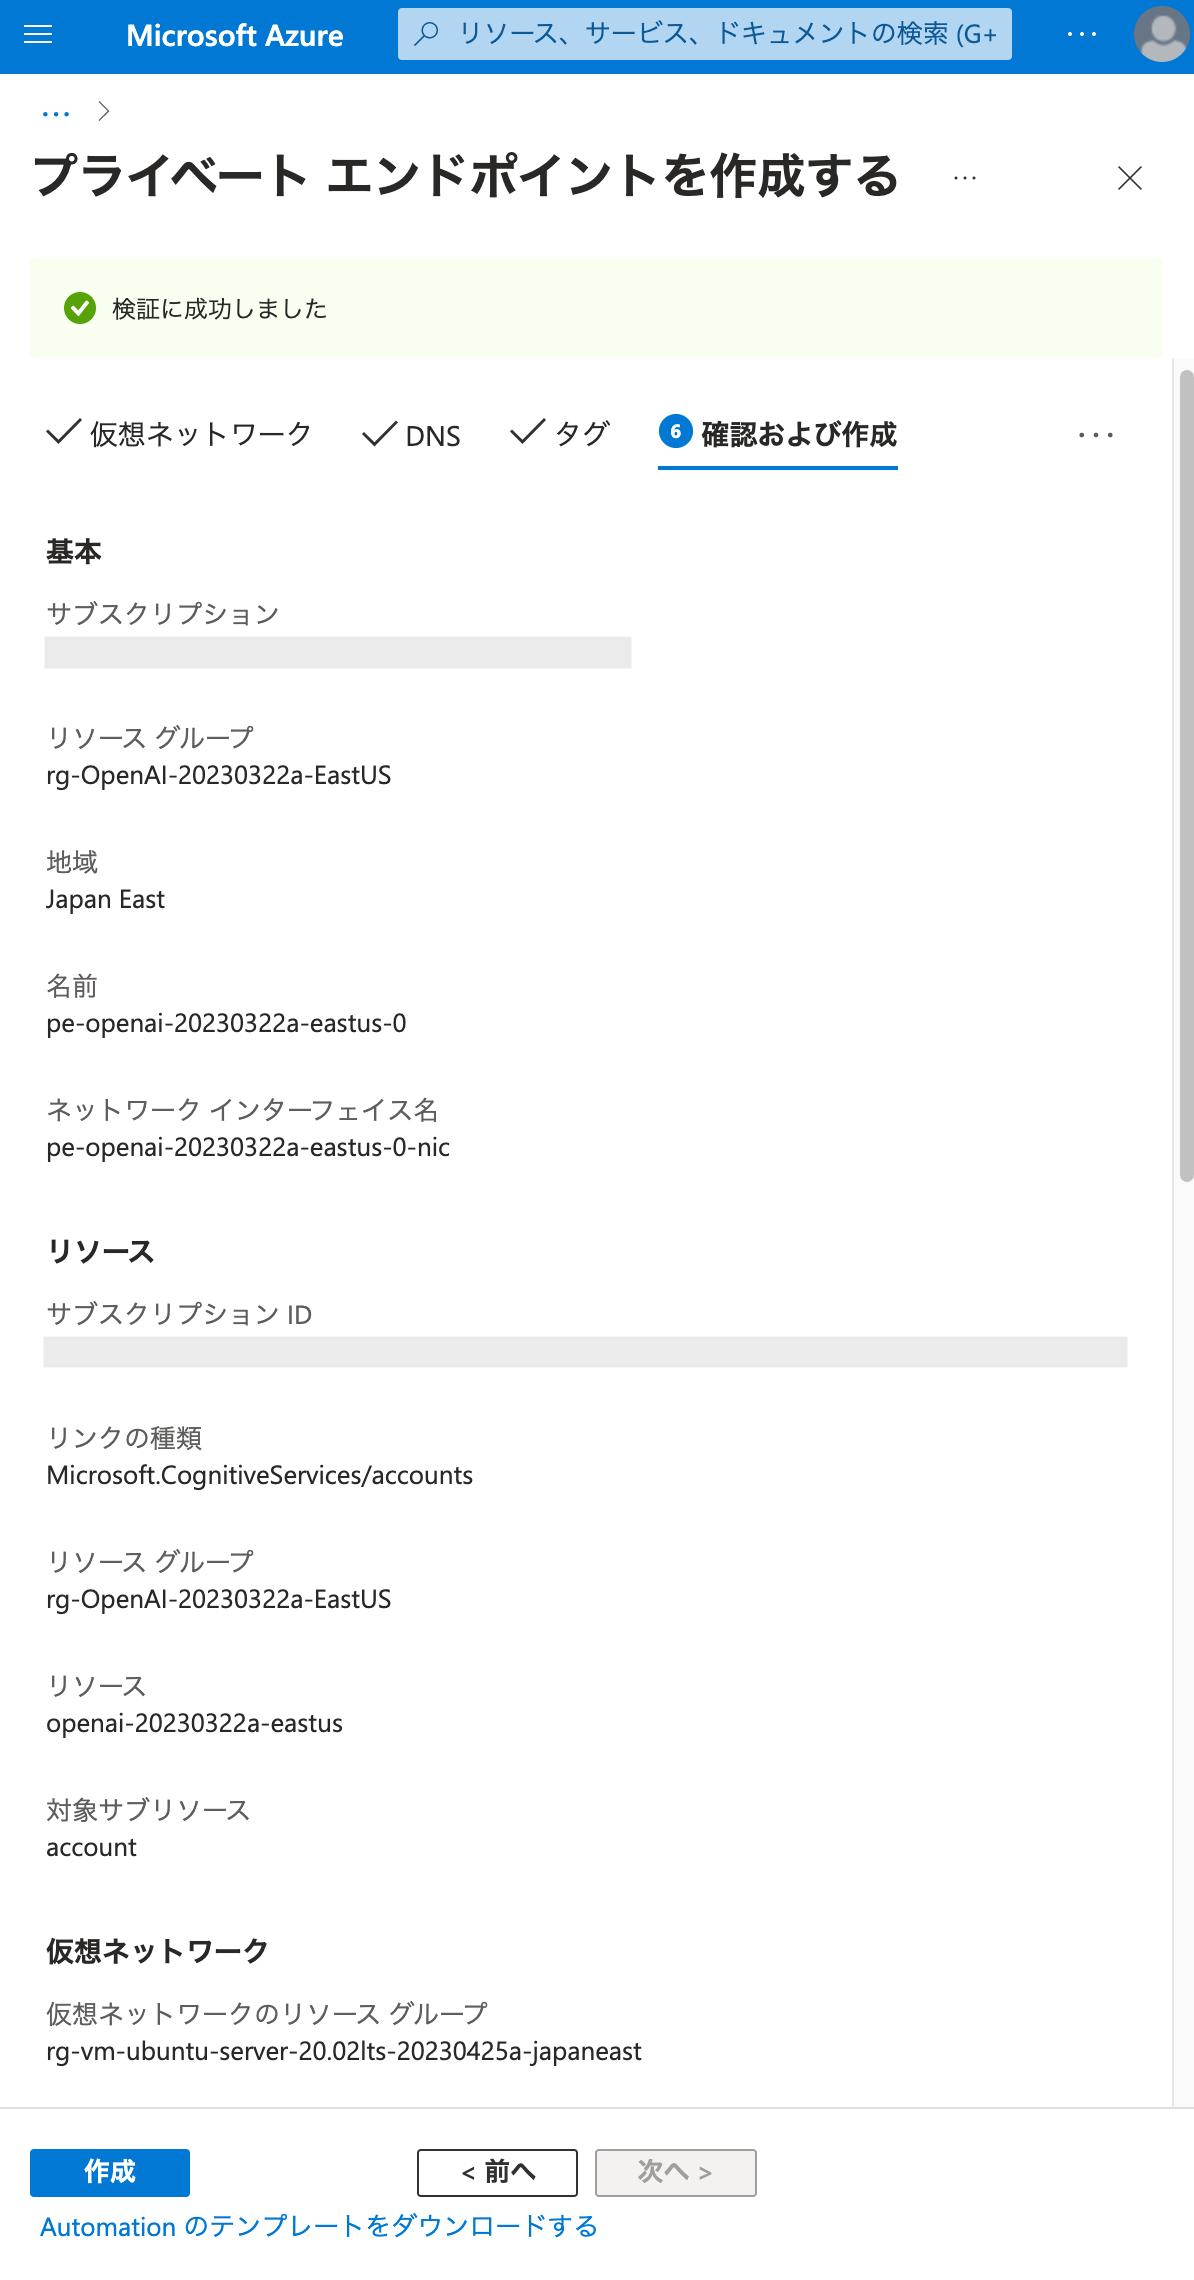 Microsoft Azure
リソース、サービス、ドキュメントの検索 (G+
プライベート エンドポイントを作成する
検証に成功しました
仮想ネットワーク DNS タグ 6 確認および作成
基本
サブスクリプション
リソース グループ
rg-OpenAI-20230322a-EastUS
地域
Japan East
名前
pe-openai-20230322a-eastus-0
ネットワーク インターフェイス名
pe-openai-20230322a-eastus-0-nic
リソース
サブスクリプション ID
リンクの種類
Microsoft.CognitiveServices/accounts
リソース グループ
rg-OpenAI-20230322a-EastUS
リソース
openai-20230322a-eastus
対象サブリソース
account
仮想ネットワーク
仮想ネットワークのリソース グループ
rg-vm-ubuntu-server-20.02lts-20230425a-japaneast
作成 < 前へ 次へ >
Automation のテンプレートをダウンロードする